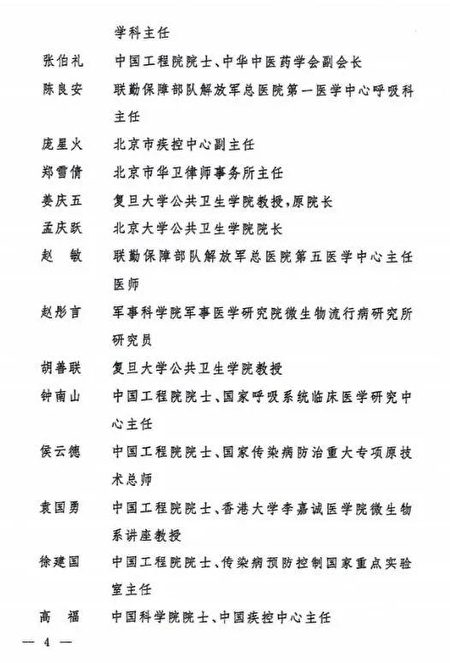 学科主任
张伯礼 中国工程院院士、中华中医药学会副会长
陈良安 联勤保障部队解放军总医院第一医学中心呼吸科
主任
庞星火 北京市疾控中心副主任
郑雪倩 北京市华卫律师事务所主任
姜庆五 复旦大学公共卫生学院教授,原院长
孟庆跃 北京大学公共卫生学院院长
赵 敏 联勤保障部队解放军总医院第五医学中心主任
医师
赵彤言 军事科学院军事医学研究院微生物流行病研究所
研究员
胡善联 复旦大学公共卫生学院教授
钟南山 中国工程院院士、国家呼吸系统临床医学研究中
心主任
侯云德 中国工程院院士、国家传染病防治重大专项原技
术总师
袁国勇 中国工程院院士、香港大学李嘉诚医学院微生物
系讲座教授
徐建国 中国工程院院士、传染病预防控制国家重点实验
室主任
高 福 中国科学院院士、中国疾控中心主任
— 4 —